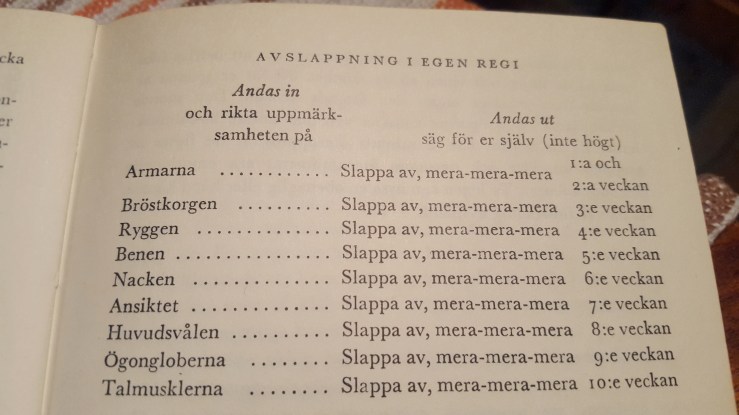 cka
n-
er
AVSLAPPNING I EGEN REGI
Andas in
och rikta uppmärk-
samheten på
Andas ut
säg för er själv (inte högt)
Armarna ............ Slappa av, mera-mera-mera 1:a och
2:a veckan
Bröstkorgen .......... Slappa av, mera-mera-mera 3:e veckan
Ryggen .............. Slappa av, mera-mera-mera 4:e veckan
Benen ............... Slappa av, mera-mera-mera 5:e veckan
Nacken .............. Slappa av, mera-mera-mera 6:e veckan
Ansiktet .............. Slappa av, mera-mera-mera 7:e veckan
Huvudsvålen ......... Slappa av, mera-mera-mera 8:e veckan
Ögongloberna ........ Slappa av, mera-mera-mera 9:e veckan
Talmusklerna ........ Slappa av, mera-mera-mera 10:e veckan